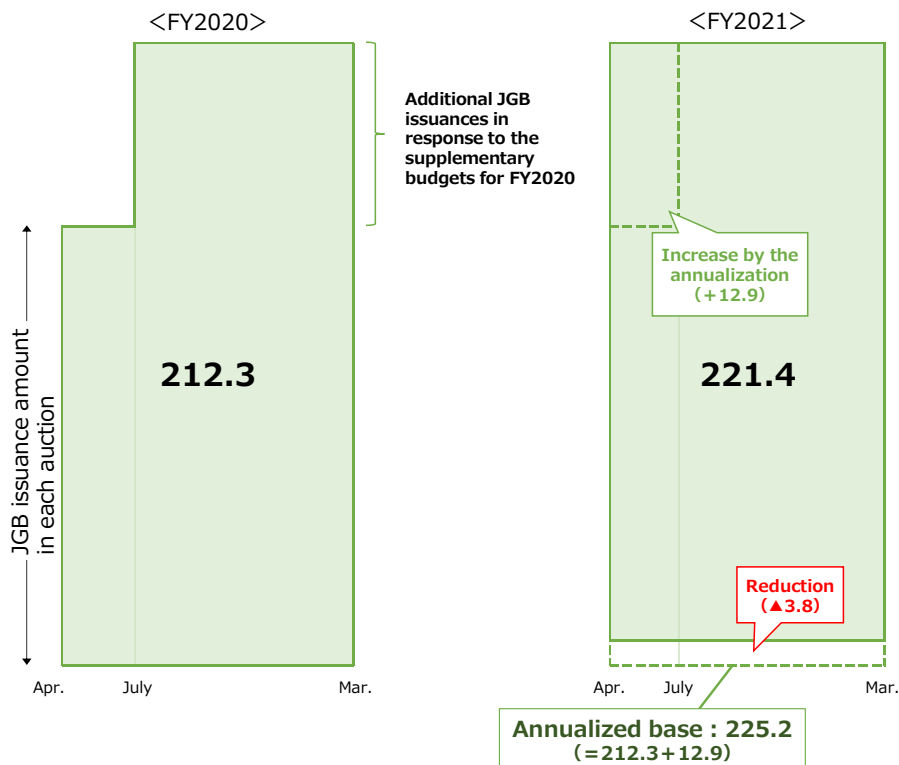 ＜FY2020＞
＜FY2021＞
Additional JGB
issuances in
response to the
supplementary
budgets for FY2020
Increase by the
annualization
（+12.9）
JGB issuance amount
in each auction
212.3
221.4
Reduction
（▲3.8）
Apr.
July
Mar.
Apr.
July
Mar.
Annualized base : 225.2
（=212.3+12.9）